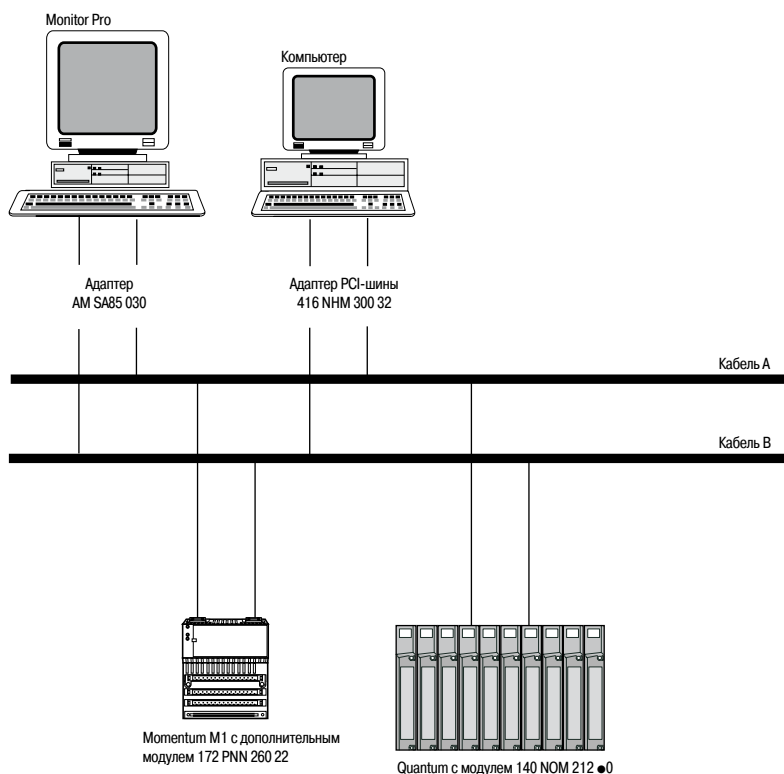 Monitor Pro
Компьютер
Адаптер
AM SA85 030
Адаптер PCI-шины
416 NHM 300 32
Кабель A
Кабель B
Momentum M1 с дополнительным
модулем 172 PNN 260 22
Quantum с модулем 140 NOM 212 ●0